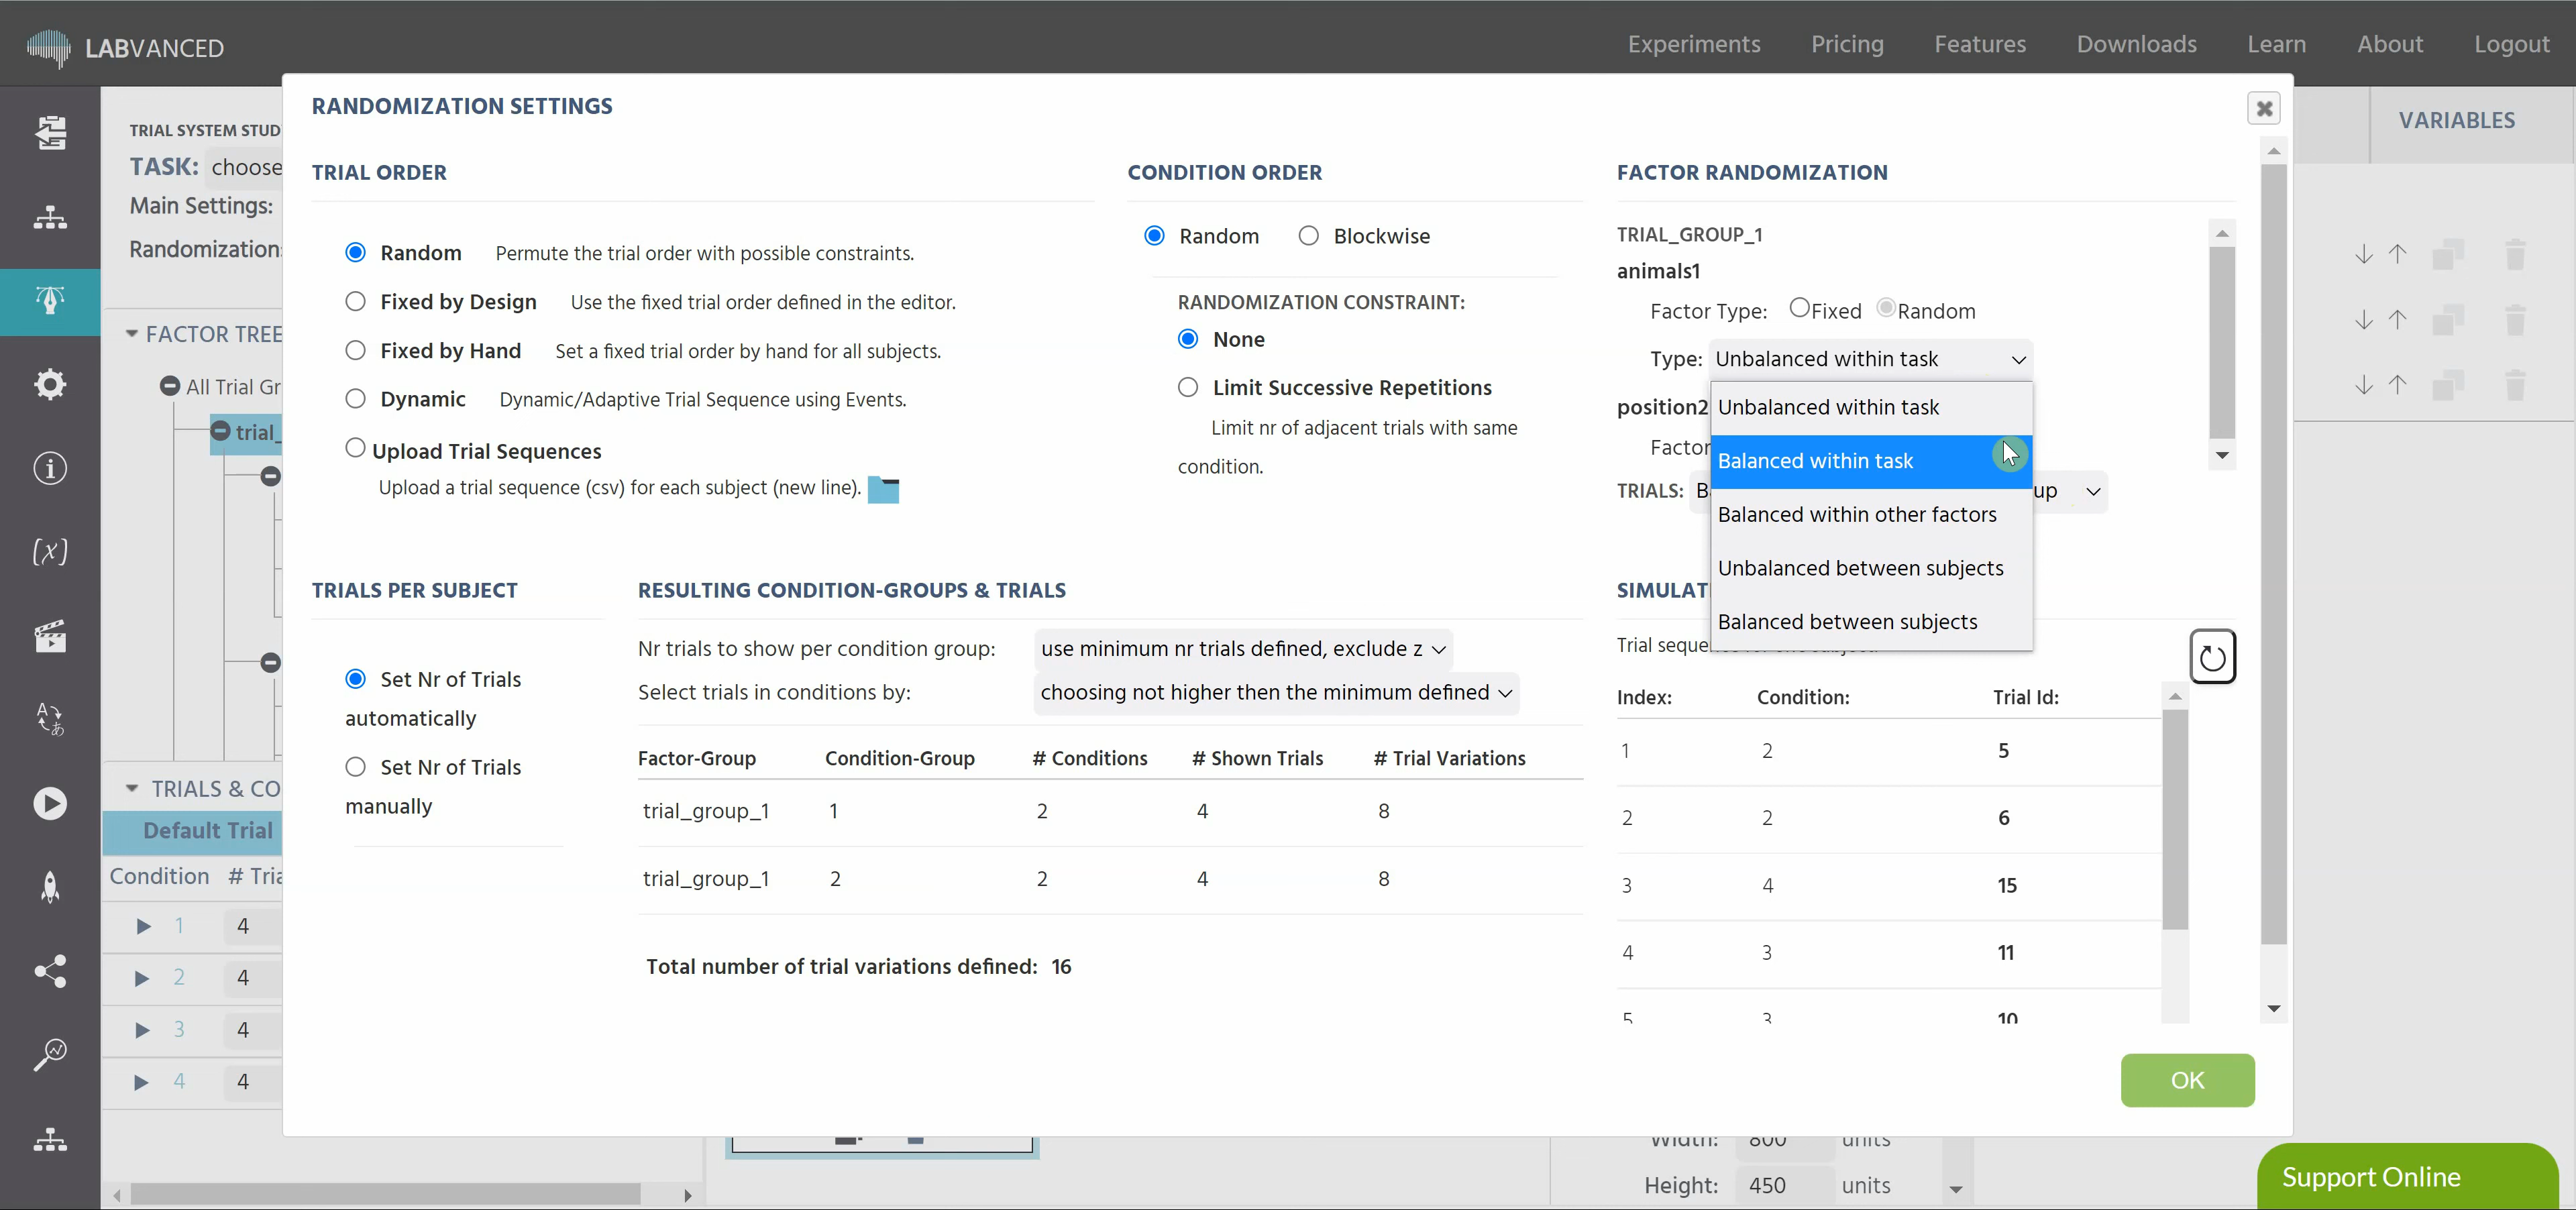 LABVANCED
Experiments Pricing Features Downloads Learn About Logout
RANDOMIZATION SETTINGS
VARIABLES
TRIAL SYSTEM STUD
TASK: choose
Main Settings:
Randomization:
FACTOR TREE
All Trial Gr
trial_
TRIALS & CO
Default Trial
Condition # Tria
1 4
2 4
3 4
4 4
TRIAL ORDER
Random Permute the trial order with possible constraints.
Fixed by Design Use the fixed trial order defined in the editor.
Fixed by Hand Set a fixed trial order by hand for all subjects.
Dynamic Dynamic/Adaptive Trial Sequence using Events.
Upload Trial Sequences
Upload a trial sequence (csv) for each subject (new line).
CONDITION ORDER
Random Blockwise
RANDOMIZATION CONSTRAINT:
None
Limit Successive Repetitions
Limit nr of adjacent trials with same
condition.
FACTOR RANDOMIZATION
TRIAL_GROUP_1
animals1
Factor Type: Fixed Random
Type: Unbalanced within task
Unbalanced within task
Balanced within task
Balanced within other factors
Unbalanced between subjects
Balanced between subjects
position2
Factor
TRIALS: B up
TRIALS PER SUBJECT
Set Nr of Trials
automatically
Set Nr of Trials
manually
RESULTING CONDITION-GROUPS & TRIALS
Nr trials to show per condition group: use minimum nr trials defined, exclude z
Select trials in conditions by: choosing not higher then the minimum defined
Factor-Group Condition-Group # Conditions # Shown Trials # Trial Variations
trial_group_1 1 2 4 8
trial_group_1 2 2 4 8
Total number of trial variations defined: 16
SIMULAT
Trial sequ
Index: Condition: Trial Id:
1 2 5
2 2 6
3 4 15
4 3 11
5 3 10
OK
Width: 800 units
Height: 450 units
Support Online